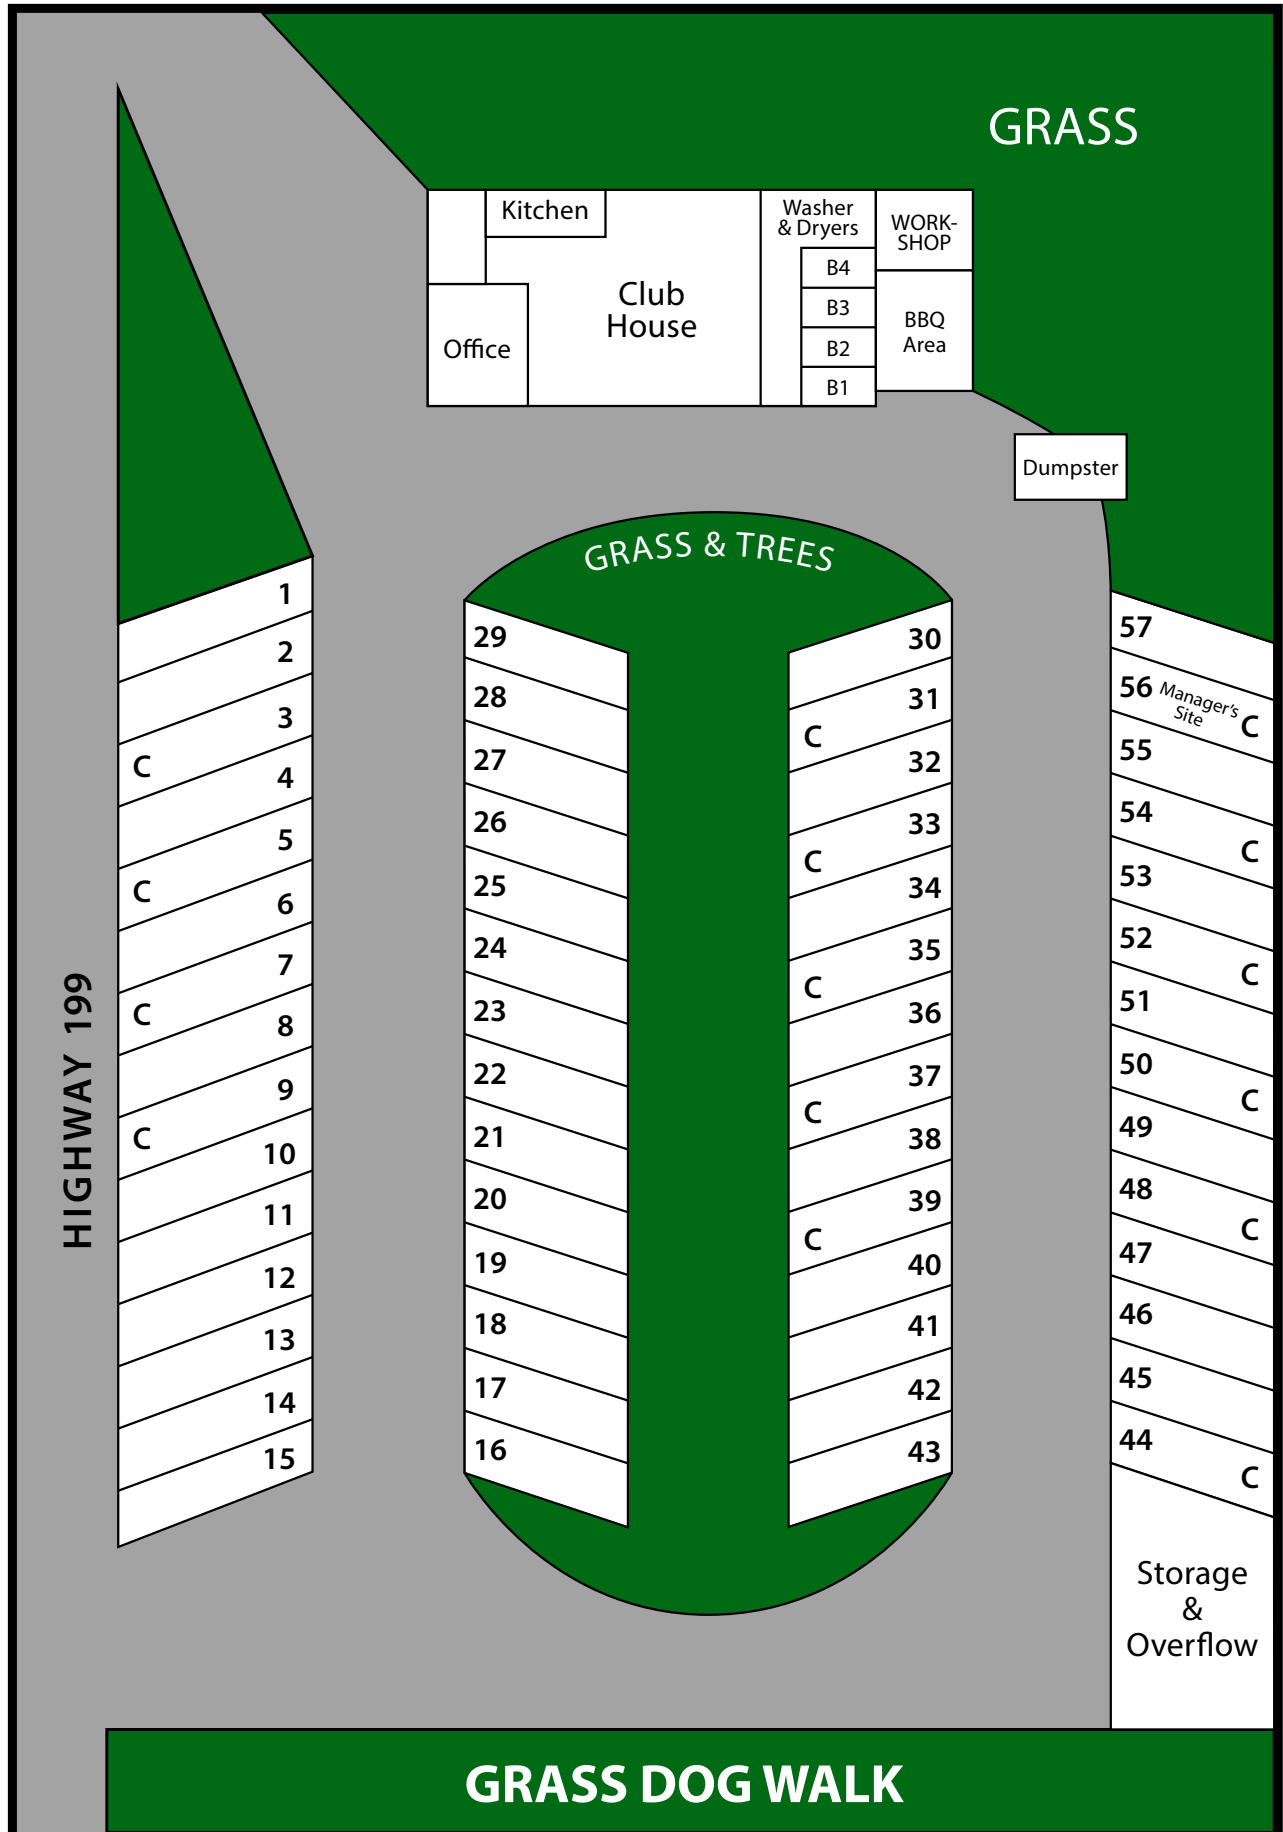 GRASS
Kitchen
Washer
& Dryers
WORK-
SHOP
B4
Club
House
B3
BBQ
Area
Office
B2
B1
Dumpster
GRASS & TREES
HIGHWAY 199
1
2
3
C
4
5
C
6
7
C
8
9
C
10
11
12
13
14
15
29
28
27
26
25
24
23
22
21
20
19
18
17
16
30
31
C
32
33
C
34
35
C
36
37
C
38
39
C
40
41
42
43
57
56 Manager's
Site
C
55
54
C
53
52
C
51
50
C
49
48
C
47
46
45
44
C
Storage
&
Overflow
GRASS DOG WALK